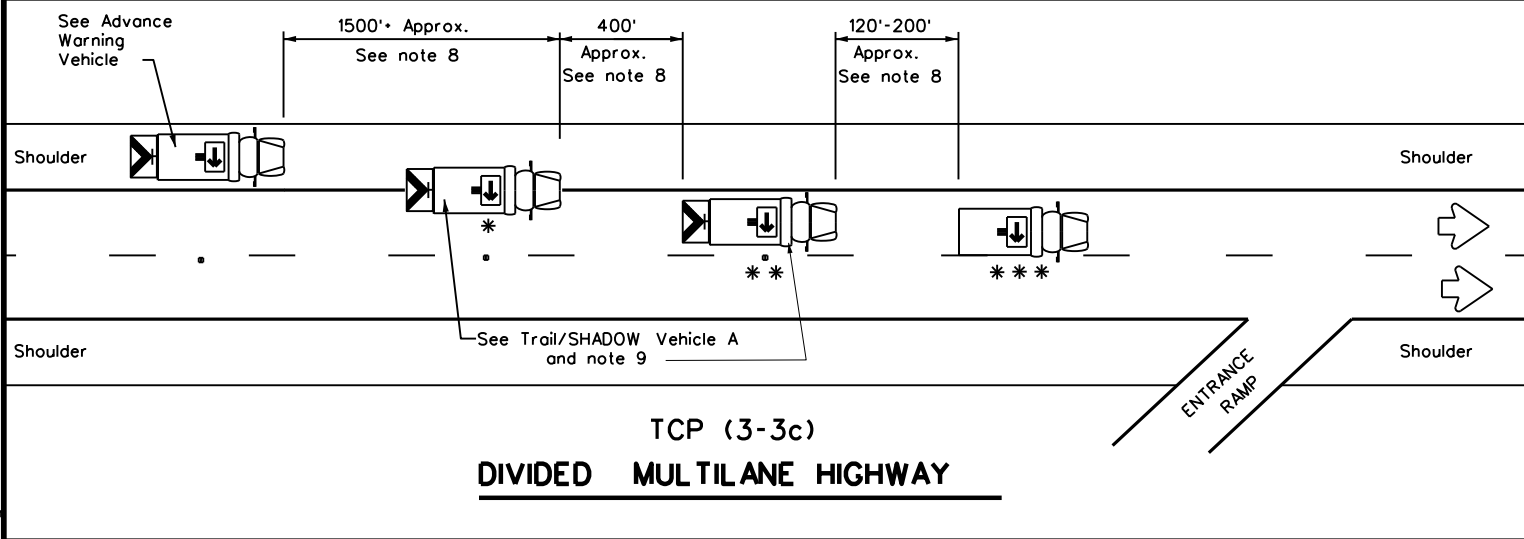 See Advance
Warning
Vehicle
1500'+ Approx.
See note 8
400'
Approx.
See note 8
120'-200'
Approx.
See note 8
Shoulder
Shoulder
*
* *
* * *
See Trail/SHADOW Vehicle A
and note 9
Shoulder
Shoulder
ENTRANCE
RAMP
TCP (3-3c)
DIVIDED MULTILANE HIGHWAY